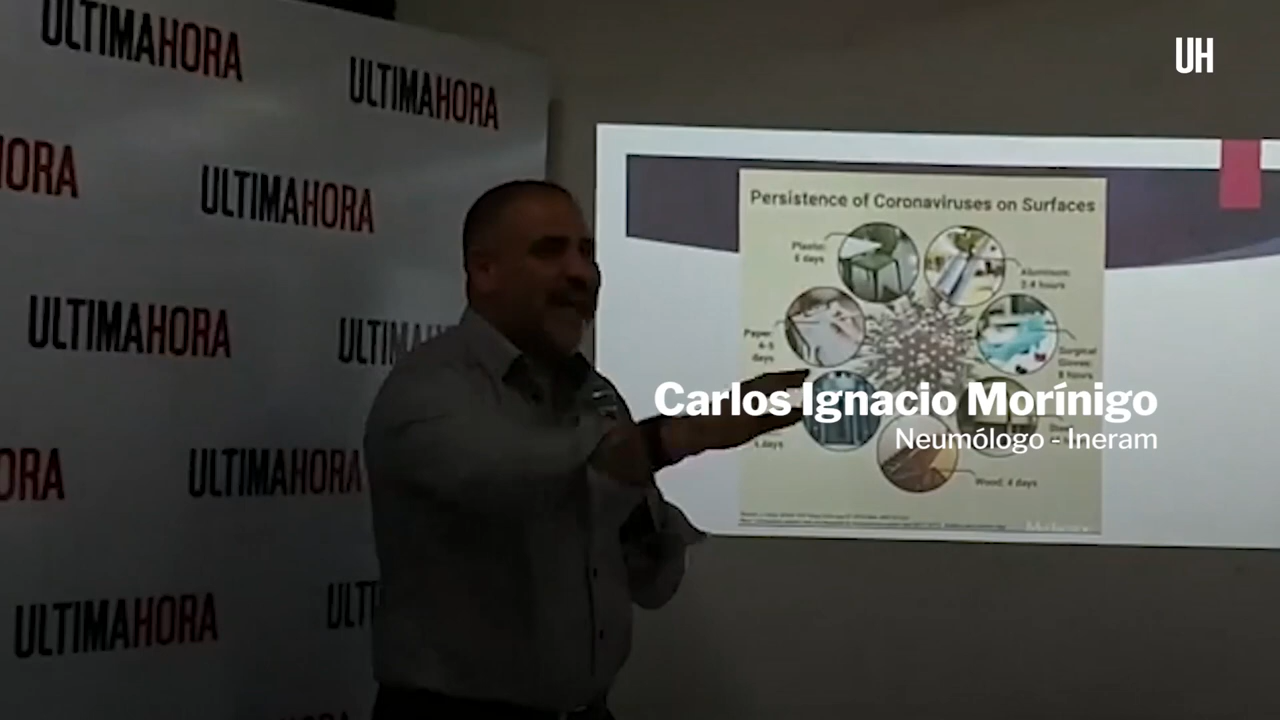 ULTIMAHORA
ULTIMAHORA
UH
HORA
ULTIMAHORA
Persistence of Coronaviruses on Surfaces
Plastic:
5 days
Aluminum:
2-8 hours
ULTIMAHORA
ULTIMA
Paper:
4-5
days
Surgical
Gloves:
8 hours
Carlos Ignacio Morínigo
Neumólogo - Ineram
ORA
ULTIMAHORA
days
Wood: 4 days
ULTIMAHORA
ULT